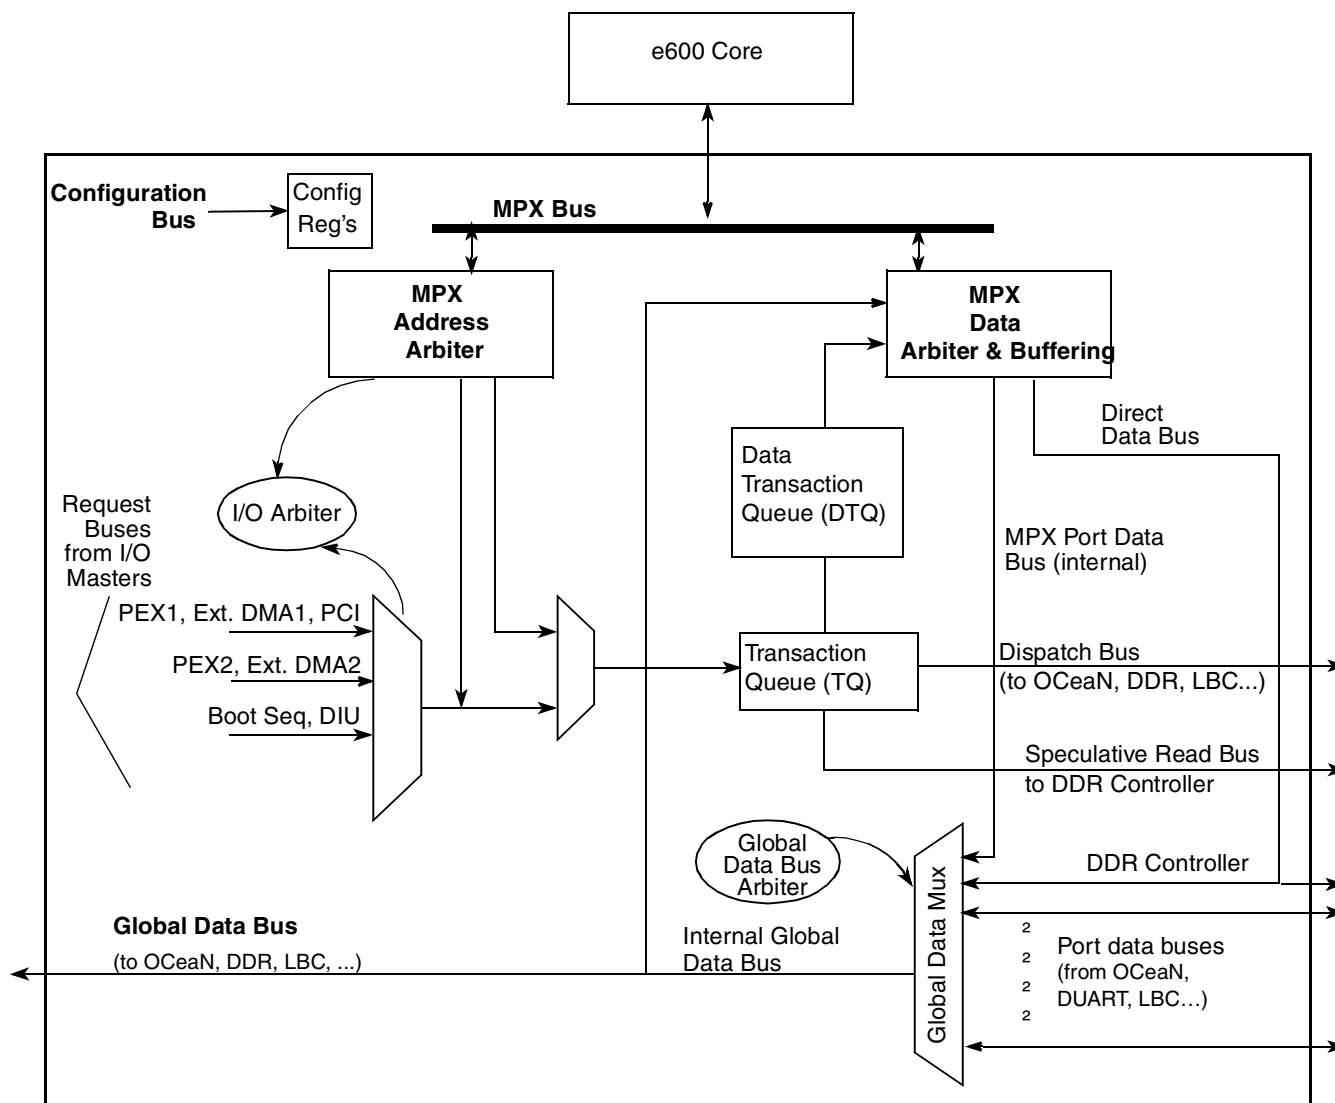 e600 Core
Configuration
Bus
Config
Reg's
MPX Bus
MPX
Address
Arbiter
MPX
Data
Arbiter & Buffering
Direct
Data Bus
Data
Transaction
Queue (DTQ)
Request
Buses
from I/O
Masters
I/O Arbiter
MPX Port Data
Bus (internal)
PEX1, Ext. DMA1, PCI
PEX2, Ext. DMA2
Boot Seq, DIU
Transaction
Queue (TQ)
Dispatch Bus
(to OCeaN, DDR, LBC...)
Speculative Read Bus
to DDR Controller
Global
Data Bus
Arbiter
DDR Controller
Global Data Mux
Global Data Bus
(to OCeaN, DDR, LBC, ...)
Internal Global
Data Bus
2
2
2
2
Port data buses
(from OCeaN,
DUART, LBC…)